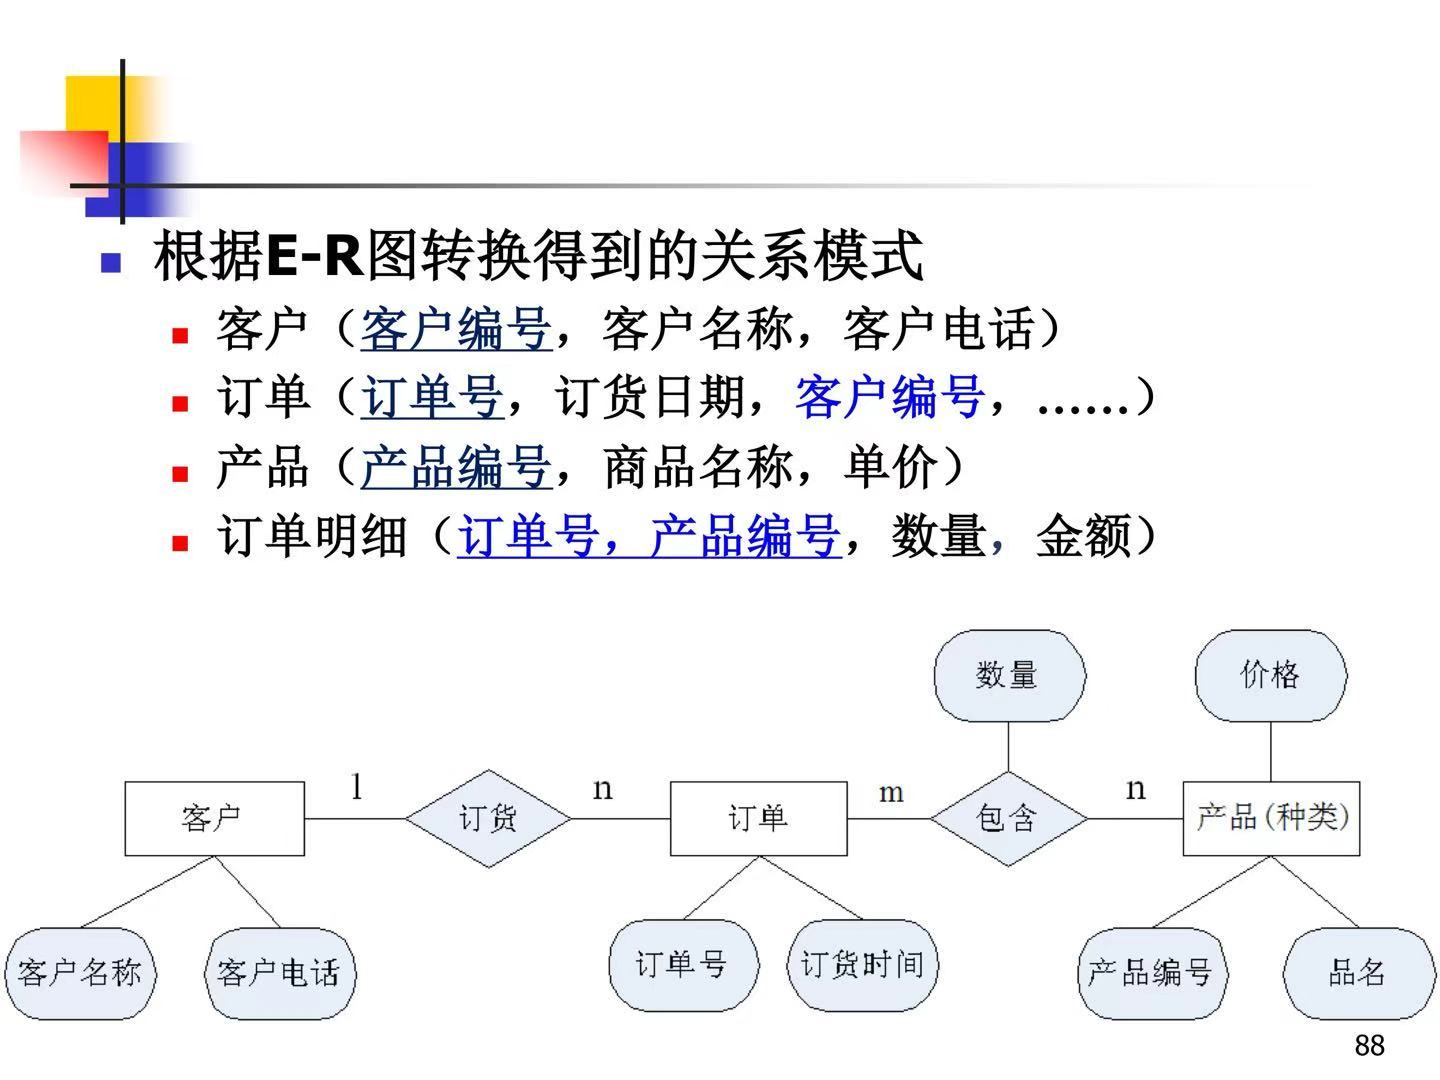 根据E-R图转换得到的关系模式
客户（客户编号，客户名称，客户电话）
订单（订单号，订货日期，客户编号，……）
产品（产品编号，商品名称，单价）
订单明细（订单号，产品编号，数量，金额）
数量
价格
客户
1
订货
n
订单
m
包含
n
产品(种类)
客户名称
客户电话
订单号
订货时间
产品编号
品名
88